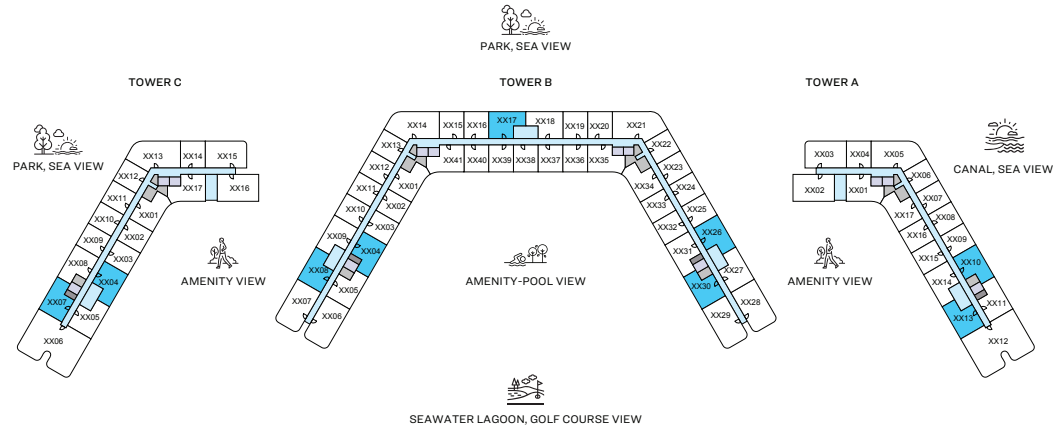 PARK, SEA VIEW
TOWER C
TOWER B
TOWER A
PARK, SEA VIEW
CANAL, SEA VIEW
XX13
XX14
XX15
XX12
XX17
XX16
XX11
XX01
XX10
XX02
XX09
XX03
XX08
XX04
XX07
XX05
XX06
XX14
XX15
XX16
XX17
XX18
XX19
XX20
XX21
XX13
XX41
XX40
XX39
XX38
XX37
XX36
XX35
XX22
XX12
XX01
XX34
XX23
XX11
XX02
XX33
XX24
XX10
XX03
XX32
XX25
XX09
XX04
XX31
XX26
XX08
XX05
XX30
XX27
XX07
XX06
XX29
XX28
XX03
XX04
XX05
XX02
XX01
XX06
XX17
XX07
XX16
XX08
XX15
XX09
XX14
XX10
XX13
XX11
XX12
AMENITY VIEW
AMENITY-POOL VIEW
AMENITY VIEW
SEAWATER LAGOON, GOLF COURSE VIEW